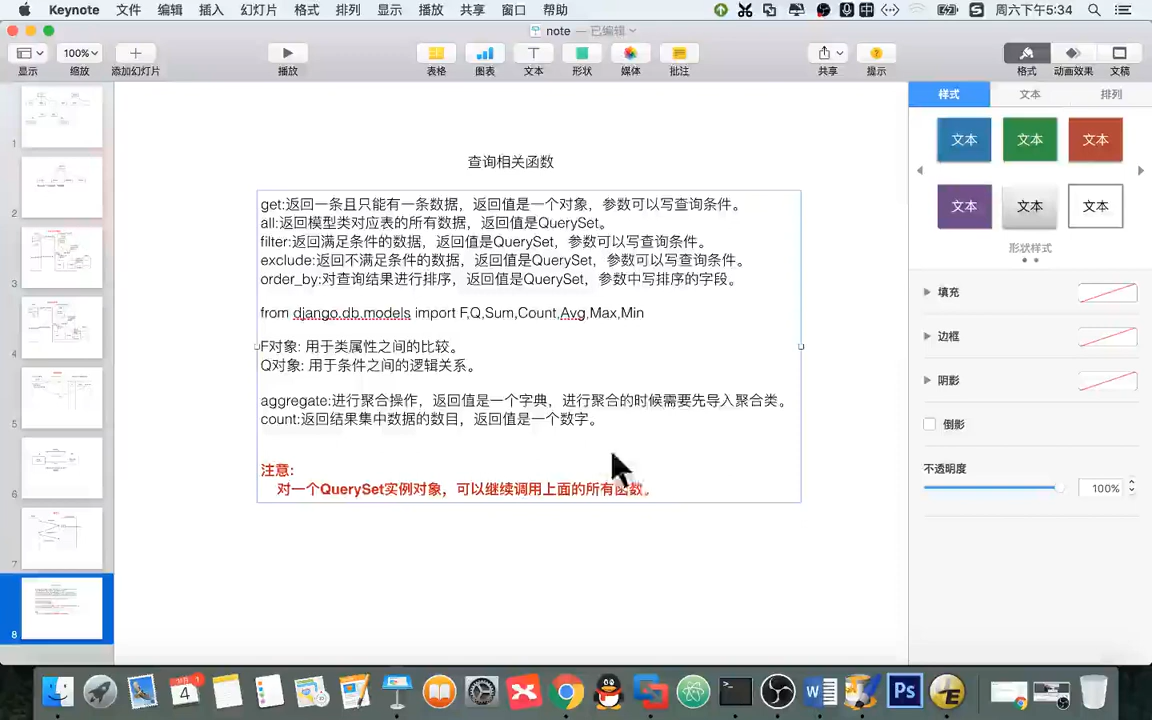 Keynote 文件 编辑 插入 幻灯片 格式 排列 显示 播放 共享 窗口 帮助 周六下午5:34
note — 已编辑
100%
显示 缩放 添加幻灯片 播放 表格 图表 文本 形状 媒体 批注 共享 提示 格式 动画效果 文稿
样式 文本 排列
文本 文本 文本
文本 文本 文本
形状样式
填充
边框
阴影
倒影
不透明度
100%
1
2
3
4
5
6
7
8
查询相关函数
get:返回一条且只能有一条数据，返回值是一个对象，参数可以写查询条件。
all:返回模型类对应表的所有数据，返回值是QuerySet。
filter:返回满足条件的数据，返回值是QuerySet，参数可以写查询条件。
exclude:返回不满足条件的数据，返回值是QuerySet，参数可以写查询条件。
order_by:对查询结果进行排序，返回值是QuerySet，参数中写排序的字段。
from django.db.models import F,Q,Sum,Count,Avg,Max,Min
F对象: 用于类属性之间的比较。
Q对象: 用于条件之间的逻辑关系。
aggregate:进行聚合操作，返回值是一个字典，进行聚合的时候需要先导入聚合类。
count:返回结果集中数据的数目，返回值是一个数字。
注意:
对一个QuerySet实例对象，可以继续调用上面的所有函数。
4
1
Ps